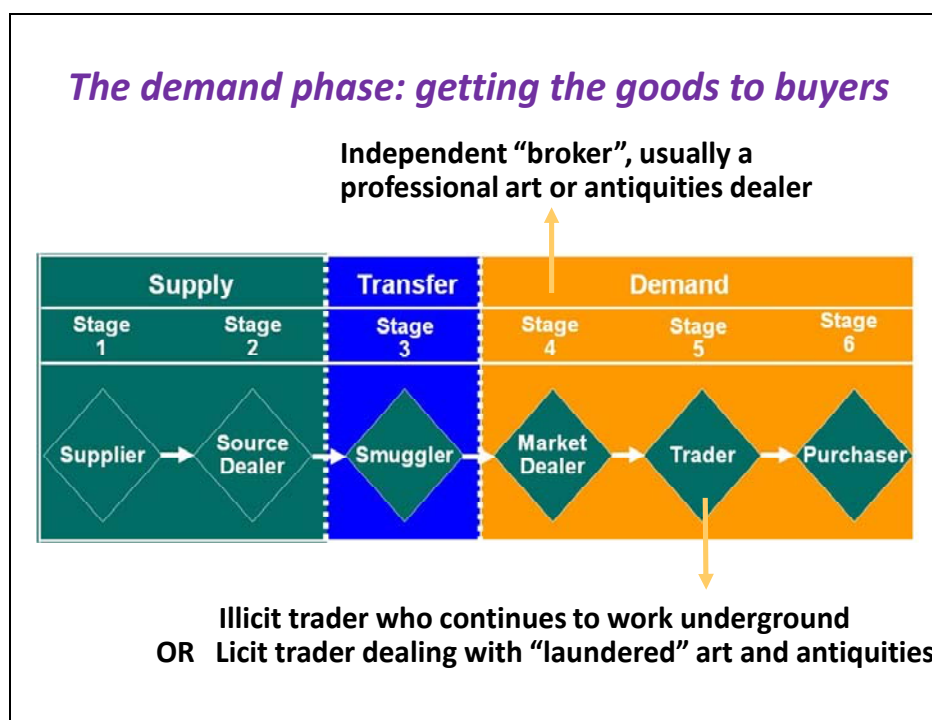 The demand phase: getting the goods to buyers
Independent “broker”, usually a
professional art or antiquities dealer
Supply Transfer Demand
Stage Stage Stage Stage Stage Stage
1 2 3 4 5 6
Supplier Source Dealer Smuggler Market Dealer Trader Purchaser
Illicit trader who continues to work underground
OR Licit trader dealing with “laundered” art and antiquities